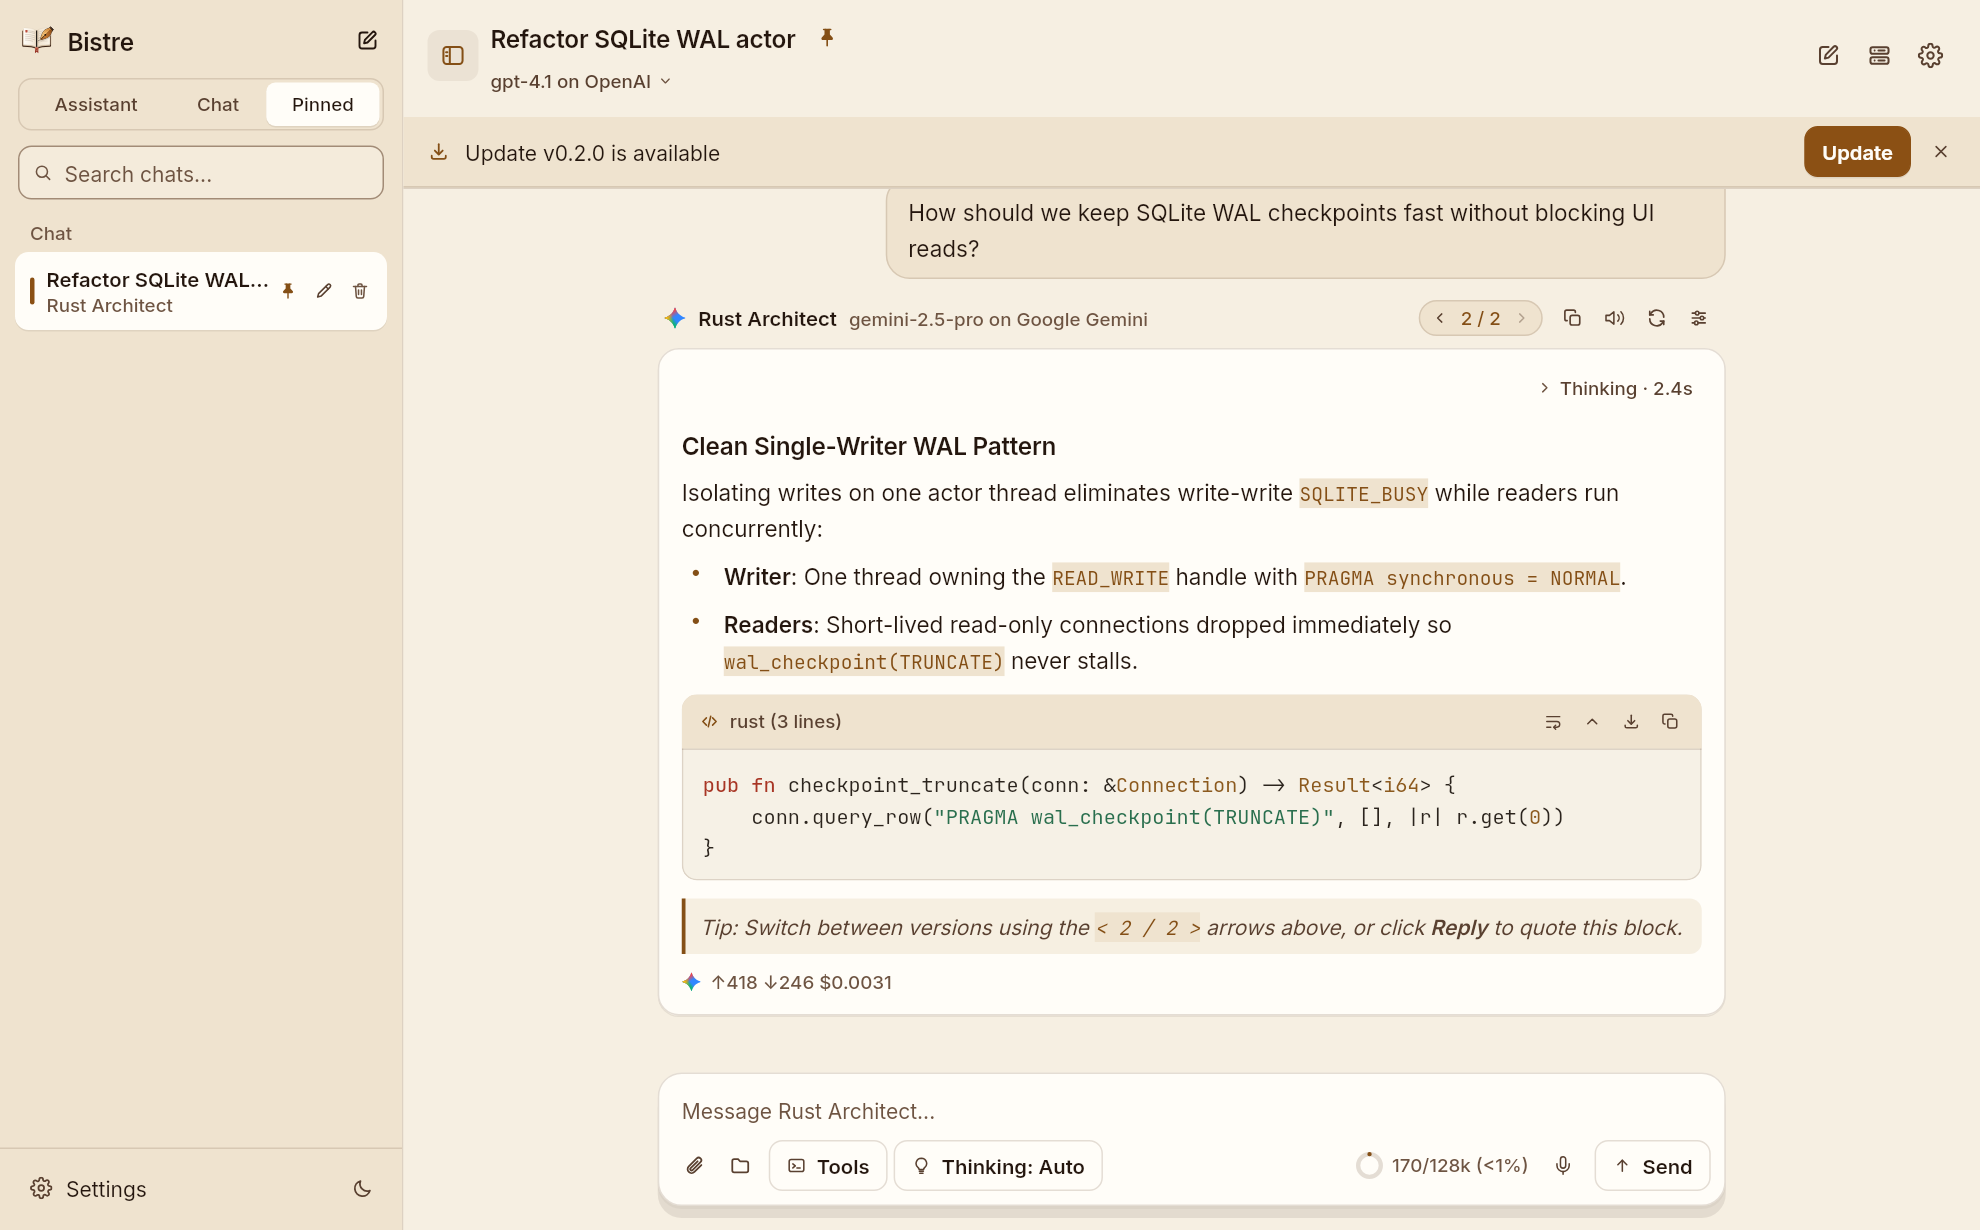 Bistre
Assistant
Chat
Pinned
Search chats...
Chat
Refactor SQLite WAL...
Rust Architect
Settings
Refactor SQLite WAL actor
gpt-4.1 on OpenAI
Update v0.2.0 is available
Update
How should we keep SQLite WAL checkpoints fast without blocking UI
reads?
Rust Architect gemini-2.5-pro on Google Gemini
2 / 2
Thinking · 2.4s
Clean Single-Writer WAL Pattern
Isolating writes on one actor thread eliminates write-write SQLITE_BUSY while readers run
concurrently:
• Writer: One thread owning the READ_WRITE handle with PRAGMA synchronous = NORMAL.
• Readers: Short-lived read-only connections dropped immediately so
wal_checkpoint(TRUNCATE) never stalls.
rust (3 lines)
pub fn checkpoint_truncate(conn: &Connection) -> Result<i64> {
    conn.query_row("PRAGMA wal_checkpoint(TRUNCATE)", [], |r| r.get(0))
}
Tip: Switch between versions using the < 2 / 2 > arrows above, or click Reply to quote this block.
↑418 ↓246 $0.0031
Message Rust Architect...
Tools
Thinking: Auto
170/128k (<1%)
Send